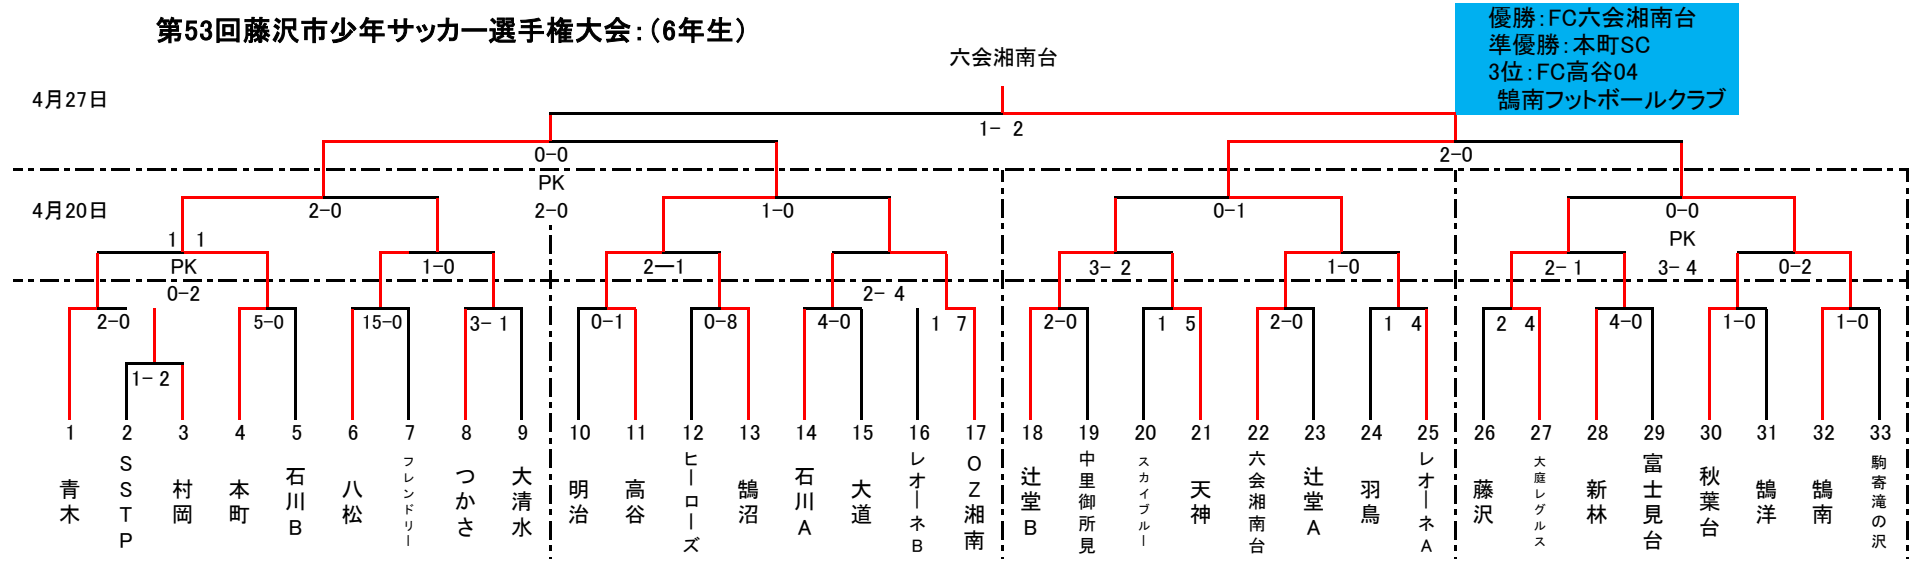 第53回藤沢市少年サッカー選手権大会：（6年生）
優勝：FC六会湘南台
準優勝：本町SC
3位：FC高谷04
鵠南フットボールクラブ
六会湘南台
4月27日
1- 2
0-0
2-0
PK
4月20日
2-0
2-0
1-0
0-1
0-0
1 1
PK
PK
1-0
2ー1
3- 2
1-0
2- 1
3- 4
0-2
0-2
2- 4
2-0
5-0
15-0
3- 1
0-1
0-8
4-0
1 7
2-0
1 5
2-0
1 4
2 4
4-0
1-0
1-0
1- 2
1 2 3 4 5 6 7 8 9 10 11 12 13 14 15 16 17 18 19 20 21 22 23 24 25 26 27 28 29 30 31 32 33
青木
SSTP
村岡
本町
石川B
八松
フレンドリー
つかさ
大清水
明治
高谷
ヒーローズ
鵠沼
石川A
大道
レオーネB
OZ湘南
辻堂B
中里御所見
スカイブルー
天神
六会湘南台
辻堂A
羽鳥
レオーネA
藤沢
大庭レグルス
新林
富士見台
秋葉台
鵠洋
鵠南
駒寄滝の沢